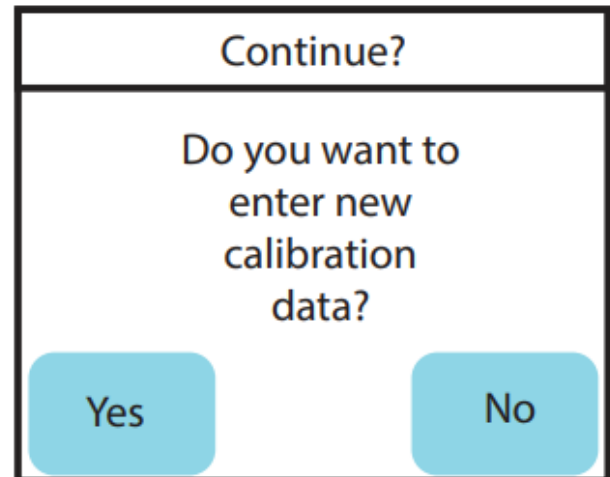 Continue?
Do you want to
enter new
calibration
data?
Yes
No